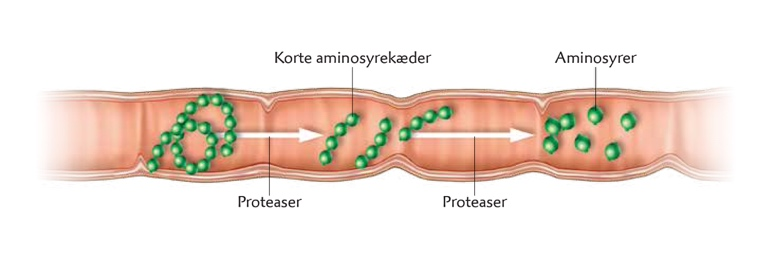 Korte aminosyrekæder
Aminosyrer
Proteaser
Proteaser